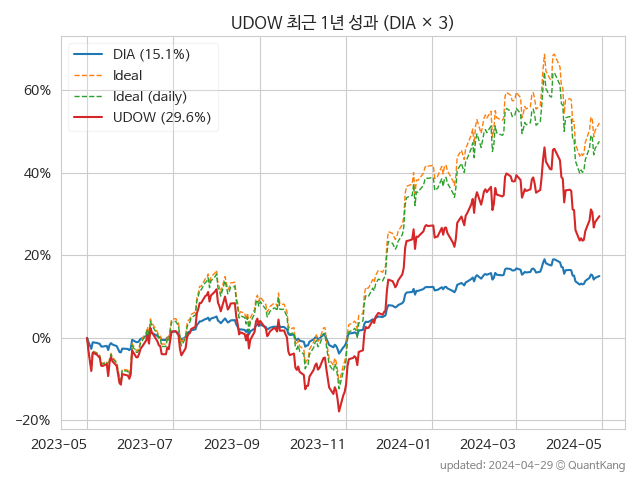 UDOW 최근 1년 성과 (DIA × 3)
DIA (15.1%)
Ideal
Ideal (daily)
UDOW (29.6%)
60%
40%
20%
0%
−20%
2023-05 2023-07 2023-09 2023-11 2024-01 2024-03 2024-05
updated: 2024-04-29 © QuantKang